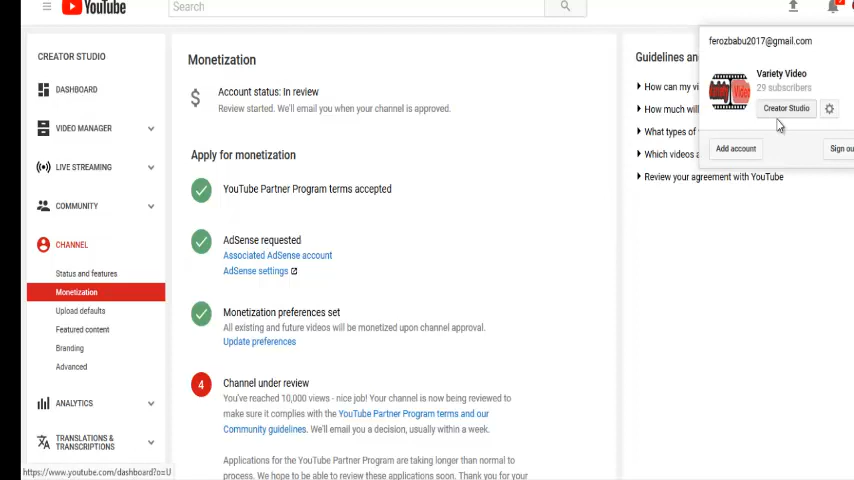 YouTube
Search
CREATOR STUDIO
DASHBOARD
VIDEO MANAGER
LIVE STREAMING
COMMUNITY
CHANNEL
Status and features
Monetization
Upload defaults
Featured content
Branding
Advanced
ANALYTICS
TRANSLATIONS &
TRANSCRIPTIONS
https://www.youtube.com/dashboard?o=U
Monetization
Account status: In review
Review started. We'll email you when your channel is approved.
Apply for monetization
YouTube Partner Program terms accepted
AdSense requested
Associated AdSense account
AdSense settings
Monetization preferences set
All existing and future videos will be monetized upon channel approval.
Update preferences
4
Channel under review
You've reached 10,000 views - nice job! Your channel is now being reviewed to
make sure it complies with the YouTube Partner Program terms and our
Community guidelines. We'll email you a decision, usually within a week.
Applications for the YouTube Partner Program are taking longer than normal to
process. We hope to be able to review these applications soon. Thank you for your
Guidelines an
How can my vi
How much will
What types of
Which videos a
Review your agreement with YouTube
ferozbabu2017@gmail.com
Variety Video
Variety Video
29 subscribers
Creator Studio
Add account
Sign ou